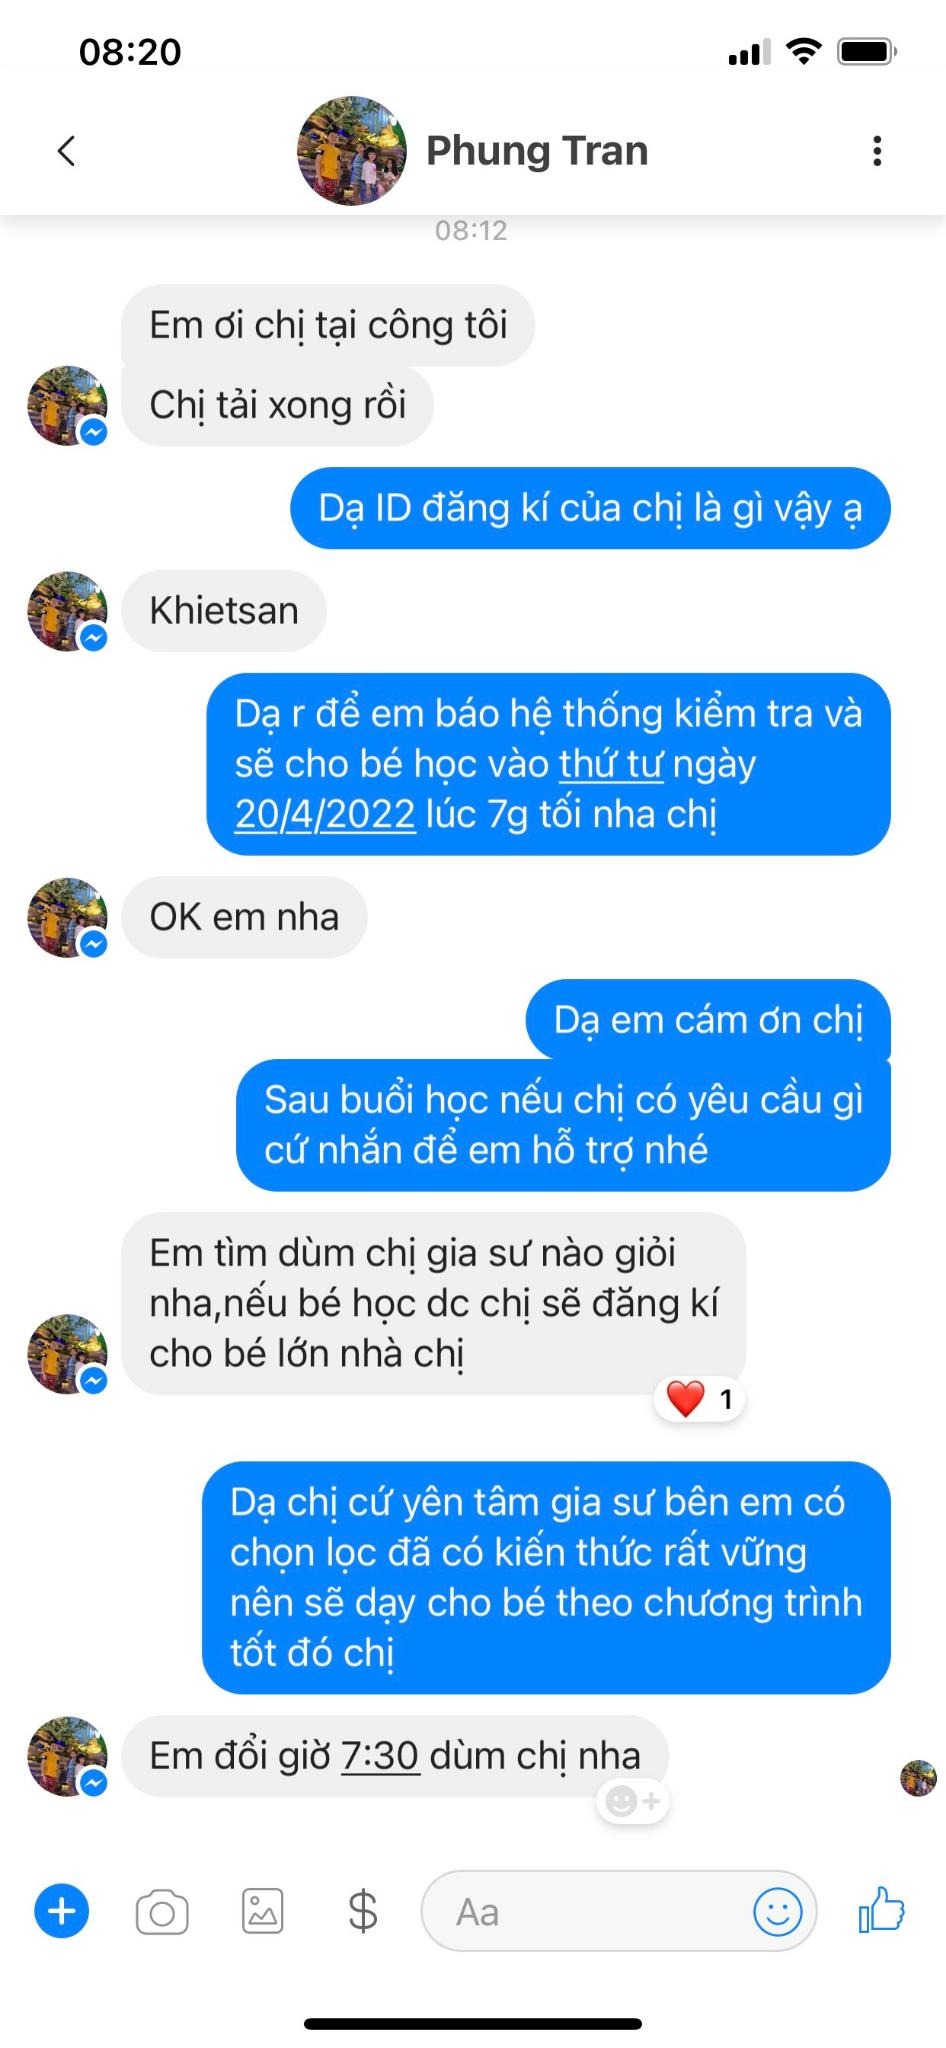 08:20
Phung Tran
08:12
Em ơi chị tại công tôi
Chị tải xong rồi
Dạ ID đăng kí của chị là gì vậy ạ
Khietsan
Dạ r để em báo hệ thống kiểm tra và
sẽ cho bé học vào thứ tư ngày
20/4/2022 lúc 7g tối nha chị
OK em nha
Dạ em cám ơn chị
Sau buổi học nếu chị có yêu cầu gì
cứ nhắn để em hỗ trợ nhé
Em tìm dùm chị gia sư nào giỏi
nha,nếu bé học dc chị sẽ đăng kí
cho bé lớn nhà chị
❤️ 1
Dạ chị cứ yên tâm gia sư bên em có
chọn lọc đã có kiến thức rất vững
nên sẽ dạy cho bé theo chương trình
tốt đó chị
Em đổi giờ 7:30 dùm chị nha
Aa